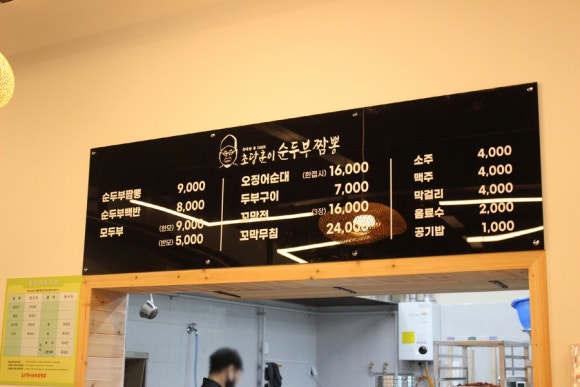 초당훈이 순두부짬뽕
순두부짬뽕 9,000
순두부백반 8,000
모두부 (한모) 9,000
(반모) 5,000
오징어순대 (한접시) 16,000
두부구이 7,000
꼬막전 (3장) 16,000
꼬막무침 24,000
소주 4,000
맥주 4,000
막걸리 4,000
음료수 2,000
공기밥 1,000